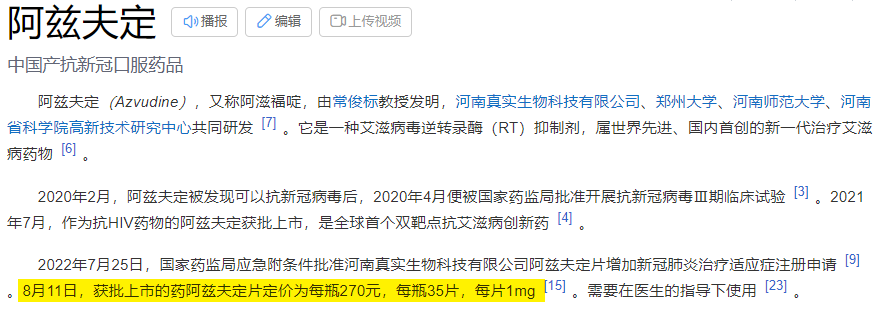 阿兹夫定 播报 编辑 上传视频
中国产抗新冠口服药品
阿兹夫定（Azvudine），又称阿滋福啶，由常俊标教授发明，河南真实生物科技有限公司、郑州大学、河南师范大学、河南
省科学院高新技术研究中心共同研发 [7] 。它是一种艾滋病毒逆转录酶（RT）抑制剂，属世界先进、国内首创的新一代治疗艾滋
病药物 [6] 。
2020年2月，阿兹夫定被发现可以抗新冠病毒后，2020年4月便被国家药监局批准开展抗新冠病毒Ⅲ期临床试验 [3] 。2021
年7月，作为抗HIV药物的阿兹夫定获批上市，是全球首个双靶点抗艾滋病创新药 [4] 。
2022年7月25日，国家药监局应急附条件批准河南真实生物科技有限公司阿兹夫定片增加新冠肺炎治疗适应症注册申请 [9]
。8月11日，获批上市的药阿兹夫定片定价为每瓶270元，每瓶35片，每片1mg [15] 。需要在医生的指导下使用 [23] 。